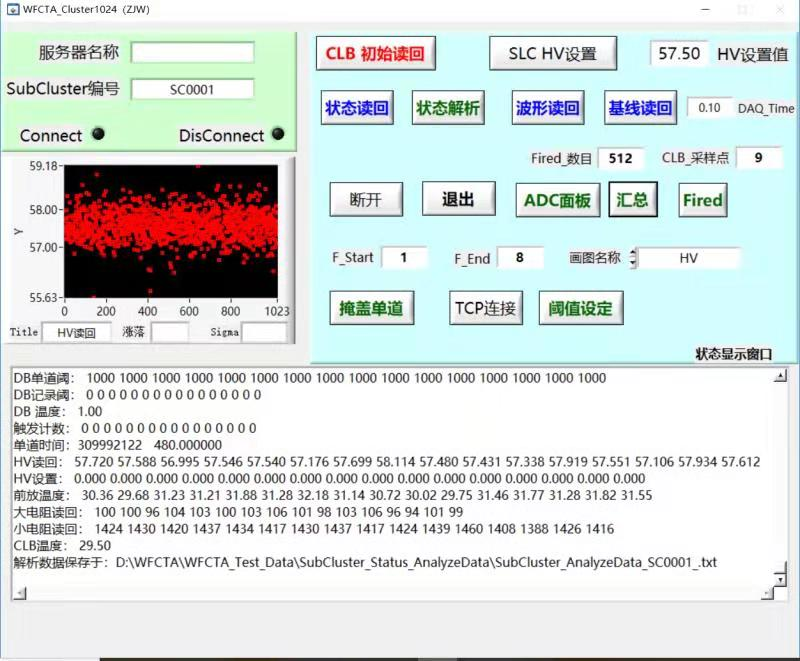 WFCTA_Cluster1024（ZJW）
服务器名称
SubCluster编号 SC0001
Connect DisConnect
CLB 初始读回 SLC HV设置 57.50 HV设置值
状态读回 状态解析 波形读回 基线读回 0.10 DAQ_Time
Fired_数目 512 CLB_采样点 9
断开 退出 ADC面板 汇总 Fired
F_Start 1 F_End 8 画图名称 HV
掩盖单道 TCP连接 阈值设定
状态显示窗口
59.18
58.00
Y
57.00
55.63
0 200 400 600 800 1023
Title HV读回 涨落 Sigma
DB单道阈： 1000 1000 1000 1000 1000 1000 1000 1000 1000 1000 1000 1000 1000 1000 1000 1000
DB记录阈： 0 0 0 0 0 0 0 0 0 0 0 0 0 0 0 0
DB 温度： 1.00
触发计数： 0 0 0 0 0 0 0 0 0 0 0 0 0 0 0 0
单道时间：309992122 480.000000
HV读回： 57.720 57.588 56.995 57.546 57.540 57.176 57.699 58.114 57.480 57.431 57.338 57.919 57.551 57.106 57.934 57.612
HV设置： 0.000 0.000 0.000 0.000 0.000 0.000 0.000 0.000 0.000 0.000 0.000 0.000 0.000 0.000 0.000 0.000
前放温度： 30.36 29.68 31.23 31.21 31.88 31.28 32.18 31.14 30.72 30.02 29.75 31.46 31.77 31.28 31.82 31.55
大电阻读回： 100 100 96 104 103 100 103 106 101 98 103 106 96 94 101 99
小电阻读回： 1424 1430 1420 1437 1434 1417 1430 1437 1417 1424 1439 1460 1408 1388 1426 1416
CLB温度： 29.50
解析数据保存于：D:\WFCTA\WFCTA_Test_Data\SubCluster_Status_AnalyzeData\SubCluster_AnalyzeData_SC0001_.txt